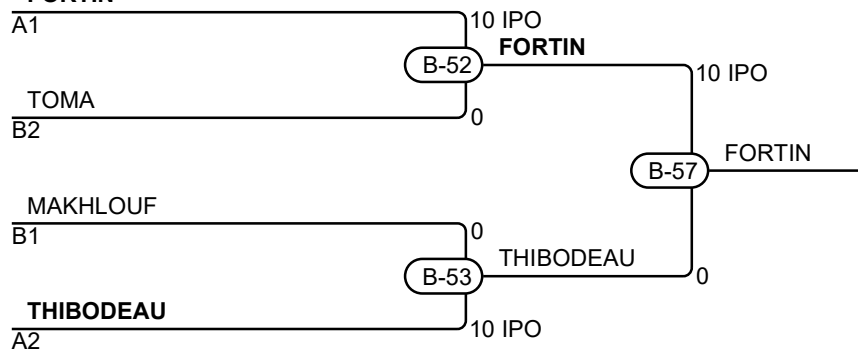 FORTIN
A1
10 IPO
B-52
FORTIN
10 IPO
TOMA
B2
0
B-57
FORTIN
MAKHLOUF
B1
0
B-53
THIBODEAU
0
THIBODEAU
A2
10 IPO